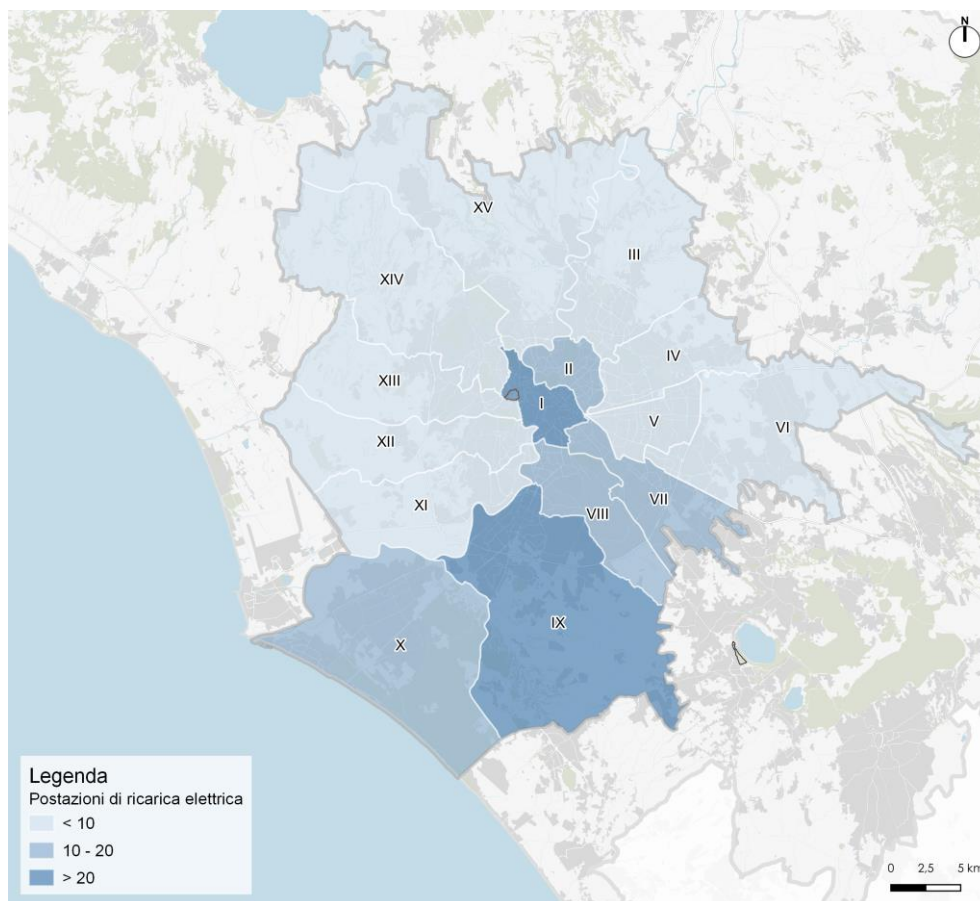 N
XV
III
XIV
IV
II
XIII
I
V
VI
XII
VII
XI
VIII
IX
X
Legenda
Postazioni di ricarica elettrica
< 10
10 - 20
> 20
0 2,5 5 km